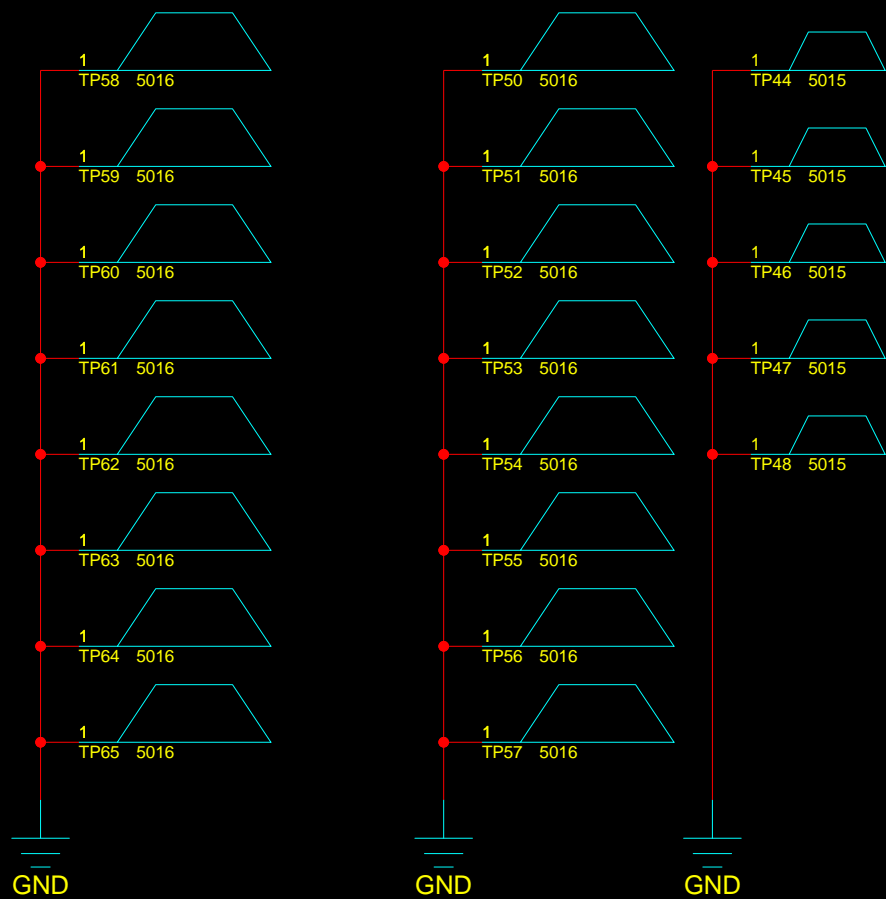 1
TP58 5016
1
TP59 5016
1
TP60 5016
1
TP61 5016
1
TP62 5016
1
TP63 5016
1
TP64 5016
1
TP65 5016
GND
1
TP50 5016
1
TP51 5016
1
TP52 5016
1
TP53 5016
1
TP54 5016
1
TP55 5016
1
TP56 5016
1
TP57 5016
GND
1
TP44 5015
1
TP45 5015
1
TP46 5015
1
TP47 5015
1
TP48 5015
GND